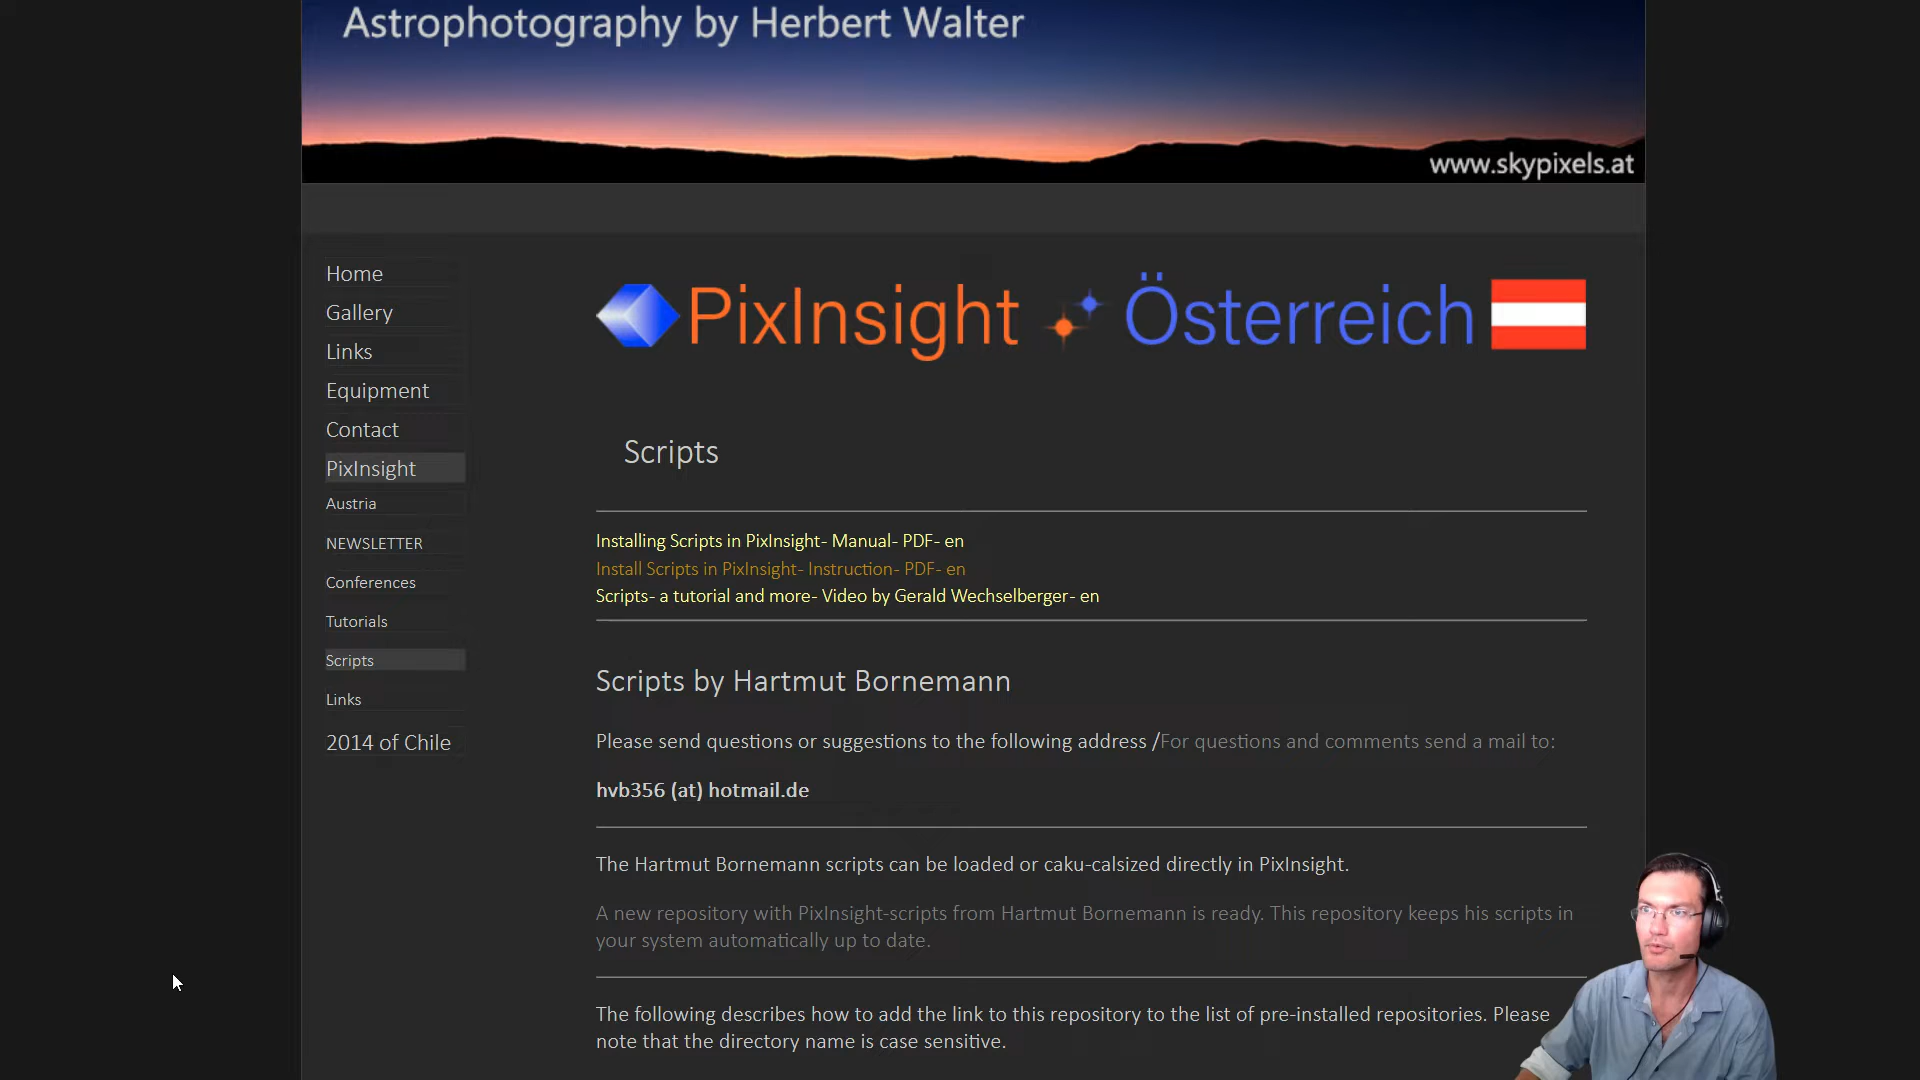 Astrophotography by Herbert Walter
www.skypixels.at
Home
Gallery
Links
Equipment
Contact
PixInsight
Austria
NEWSLETTER
Conferences
Tutorials
Scripts
Links
2014 of Chile
PixInsight Österreich
Scripts
Installing Scripts in PixInsight- Manual- PDF- en
Install Scripts in PixInsight- Instruction- PDF- en
Scripts- a tutorial and more- Video by Gerald Wechselberger- en
Scripts by Hartmut Bornemann
Please send questions or suggestions to the following address /For questions and comments send a mail to:
hvb356 (at) hotmail.de
The Hartmut Bornemann scripts can be loaded or caku-calsized directly in PixInsight.
A new repository with PixInsight-scripts from Hartmut Bornemann is ready. This repository keeps his scripts in
your system automatically up to date.
The following describes how to add the link to this repository to the list of pre-installed repositories. Please
note that the directory name is case sensitive.